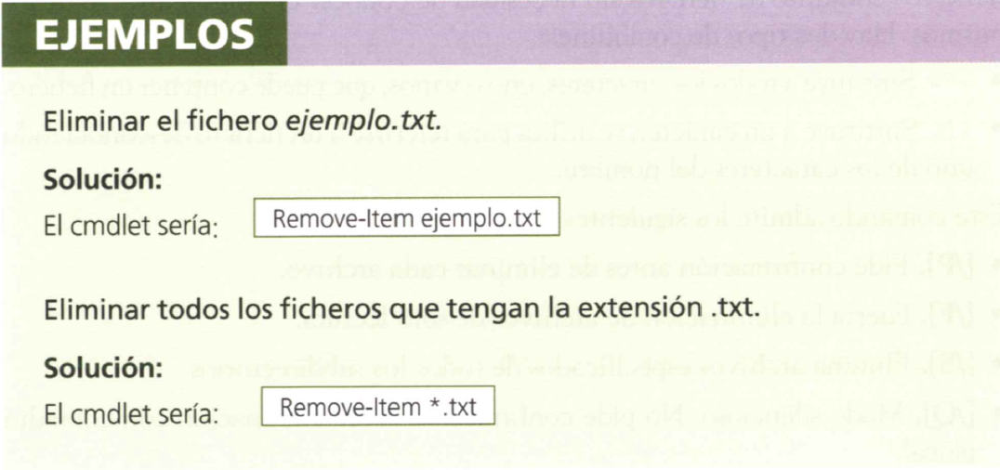 EJEMPLOS
Eliminar el fichero ejemplo.txt.
Solución:
El cmdlet sería: Remove-Item ejemplo.txt
Eliminar todos los ficheros que tengan la extensión .txt.
Solución:
El cmdlet sería: Remove-Item *.txt